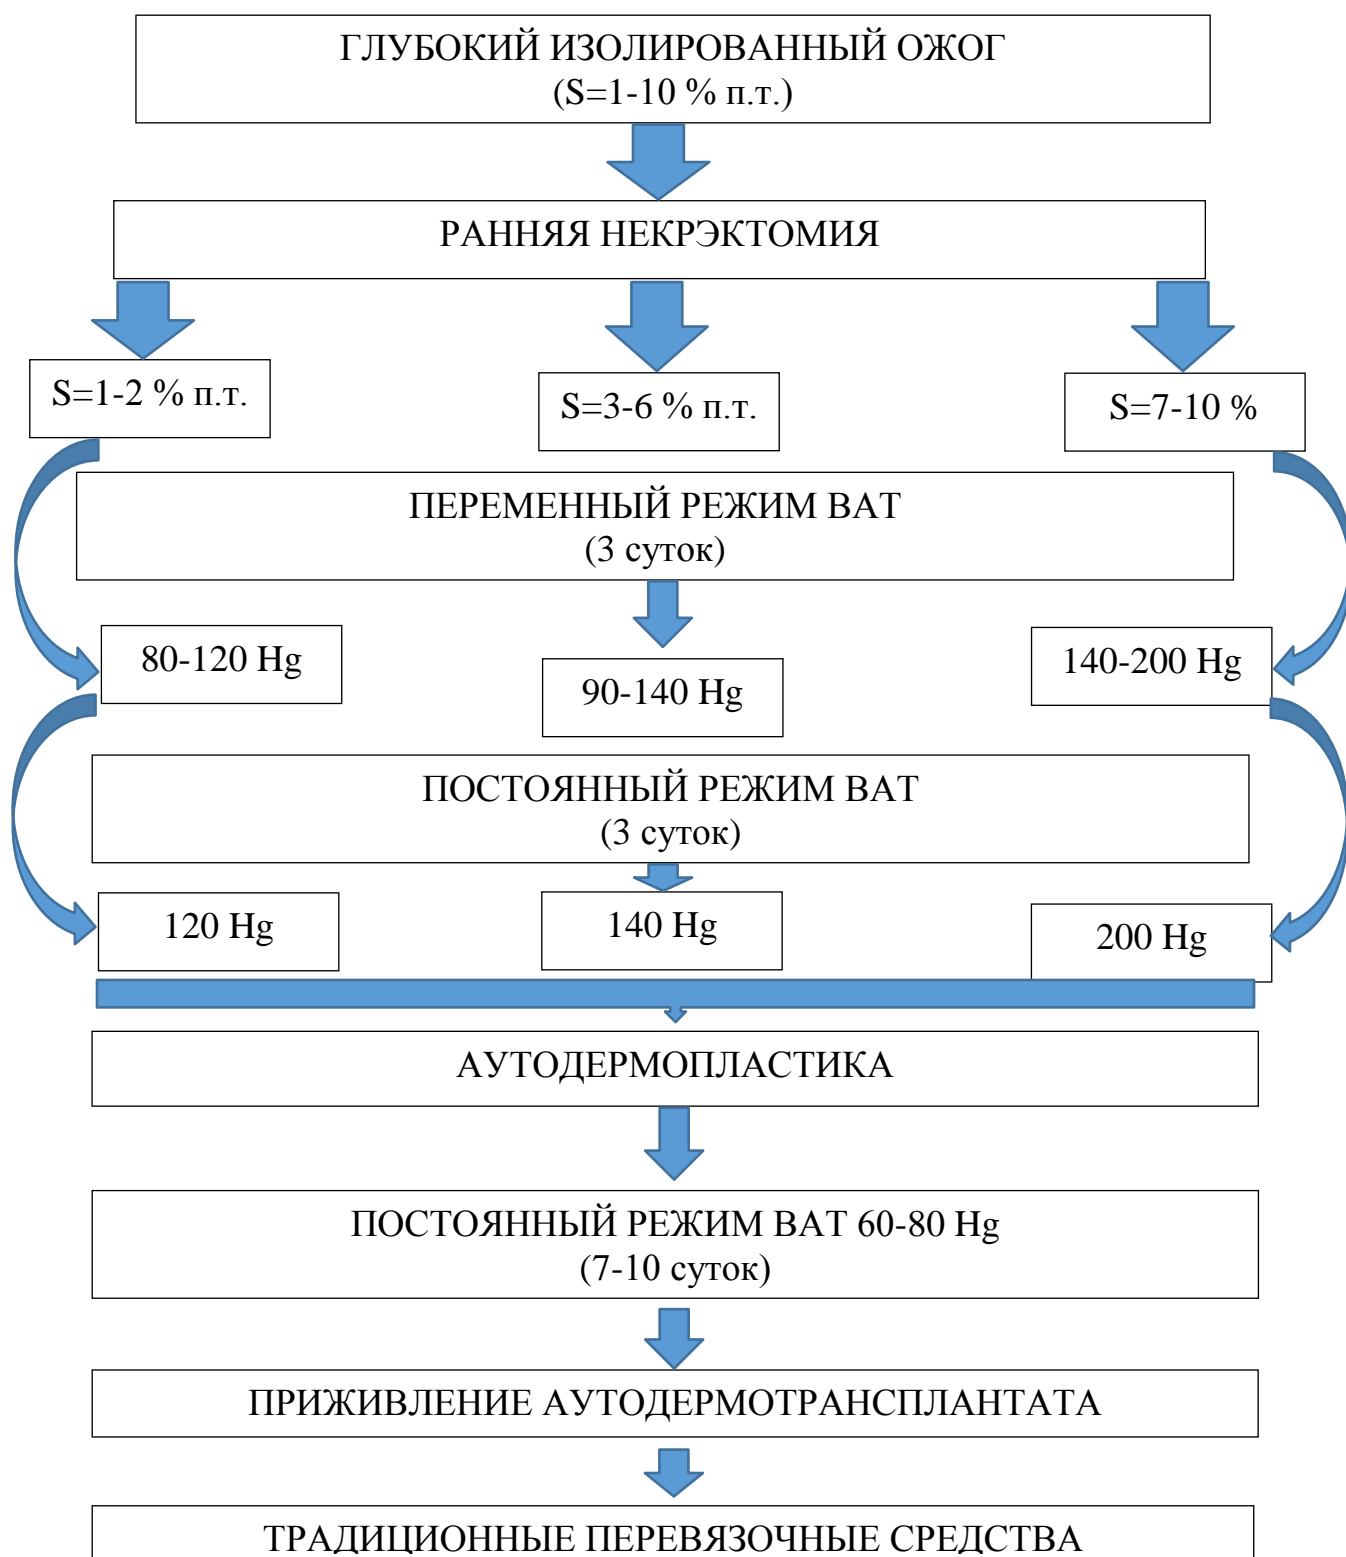 ГЛУБОКИЙ ИЗОЛИРОВАННЫЙ ОЖОГ
(S=1-10 % п.т.)
РАННЯЯ НЕКРЭКТОМИЯ
S=1-2 % п.т.
S=3-6 % п.т.
S=7-10 %
ПЕРЕМЕННЫЙ РЕЖИМ ВАТ
(3 суток)
80-120 Hg
90-140 Hg
140-200 Hg
ПОСТОЯННЫЙ РЕЖИМ ВАТ
(3 суток)
120 Hg
140 Hg
200 Hg
АУТОДЕРМОПЛАСТИКА
ПОСТОЯННЫЙ РЕЖИМ ВАТ 60-80 Hg
(7-10 суток)
ПРИЖИВЛЕНИЕ АУТОДЕРМОТРАНСПЛАНТАТА
ТРАДИЦИОННЫЕ ПЕРЕВЯЗОЧНЫЕ СРЕДСТВА